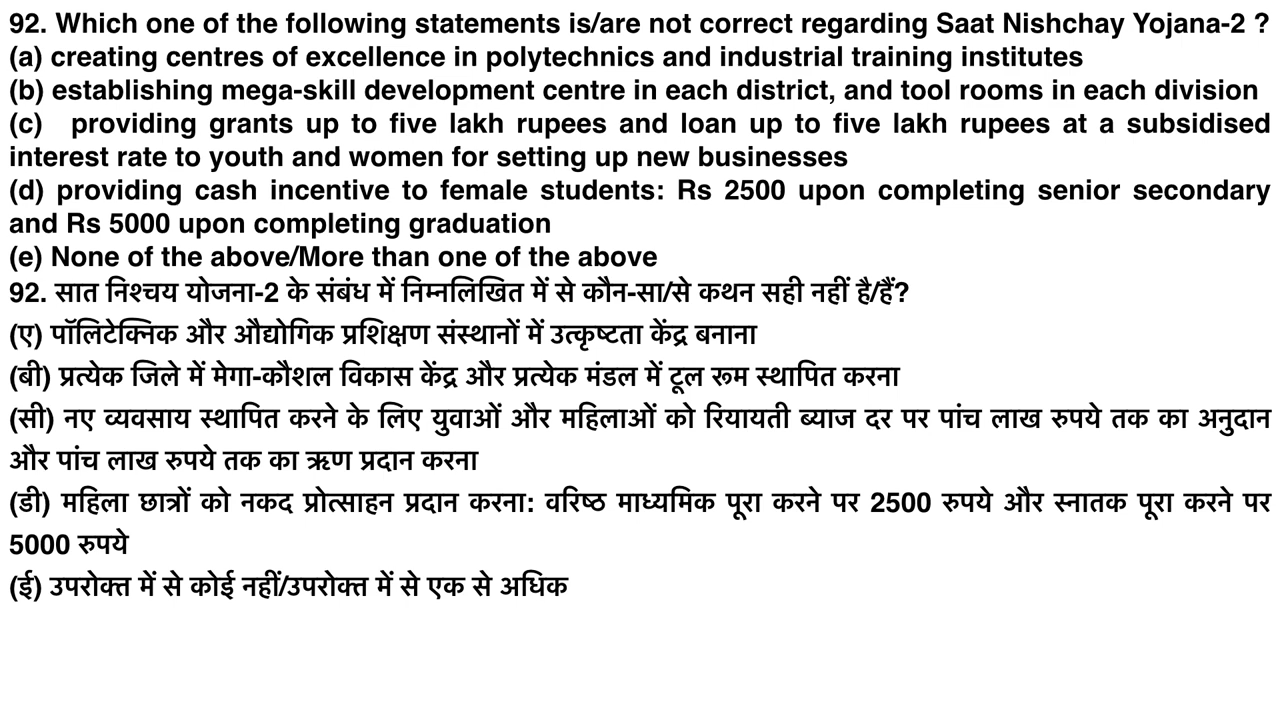 92. Which one of the following statements is/are not correct regarding Saat Nishchay Yojana-2 ?
(a) creating centres of excellence in polytechnics and industrial training institutes
(b) establishing mega-skill development centre in each district, and tool rooms in each division
(c) providing grants up to five lakh rupees and loan up to five lakh rupees at a subsidised
interest rate to youth and women for setting up new businesses
(d) providing cash incentive to female students: Rs 2500 upon completing senior secondary
and Rs 5000 upon completing graduation
(e) None of the above/More than one of the above
92. सात निश्चय योजना-2 के संबंध में निम्नलिखित में से कौन-सा/से कथन सही नहीं है/हैं?
(ए) पॉलिटेक्निक और औद्योगिक प्रशिक्षण संस्थानों में उत्कृष्टता केंद्र बनाना
(बी) प्रत्येक जिले में मेगा-कौशल विकास केंद्र और प्रत्येक मंडल में टूल रूम स्थापित करना
(सी) नए व्यवसाय स्थापित करने के लिए युवाओं और महिलाओं को रियायती ब्याज दर पर पांच लाख रुपये तक का अनुदान
और पांच लाख रुपये तक का ऋण प्रदान करना
(डी) महिला छात्रों को नकद प्रोत्साहन प्रदान करना: वरिष्ठ माध्यमिक पूरा करने पर 2500 रुपये और स्नातक पूरा करने पर
5000 रुपये
(ई) उपरोक्त में से कोई नहीं/उपरोक्त में से एक से अधिक